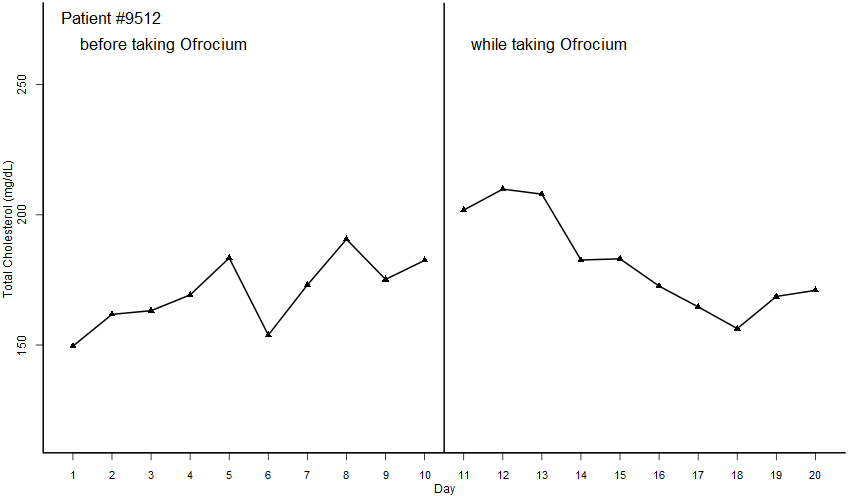 Patient #9512
before taking Ofrocium
while taking Ofrocium
Total Cholesterol (mg/dL)
250
200
150
1 2 3 4 5 6 7 8 9 10 11 12 13 14 15 16 17 18 19 20
Day